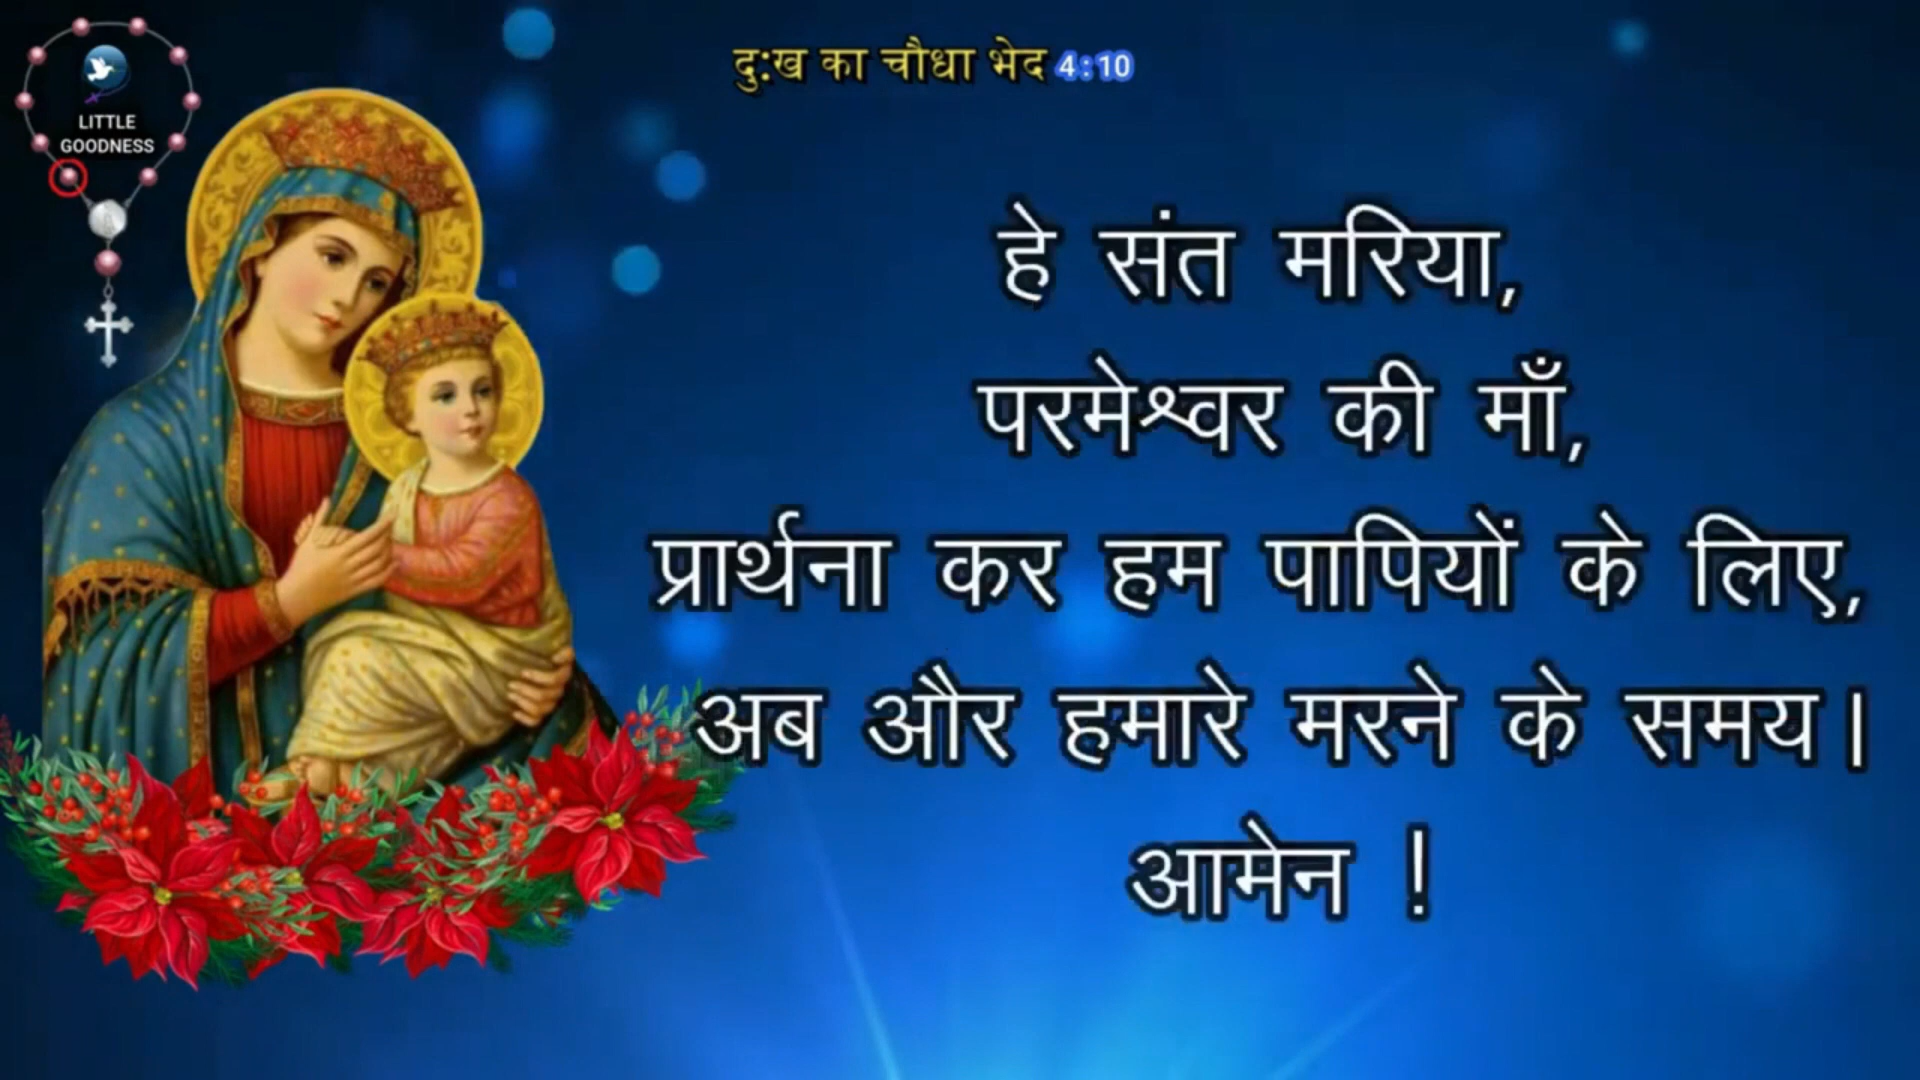 दु:ख का चौधा भेद 4:10
LITTLE
GOODNESS
हे संत मरिया,
परमेश्वर की माँ,
प्रार्थना कर हम पापियों के लिए,
अब और हमारे मरने के समय।
आमेन !